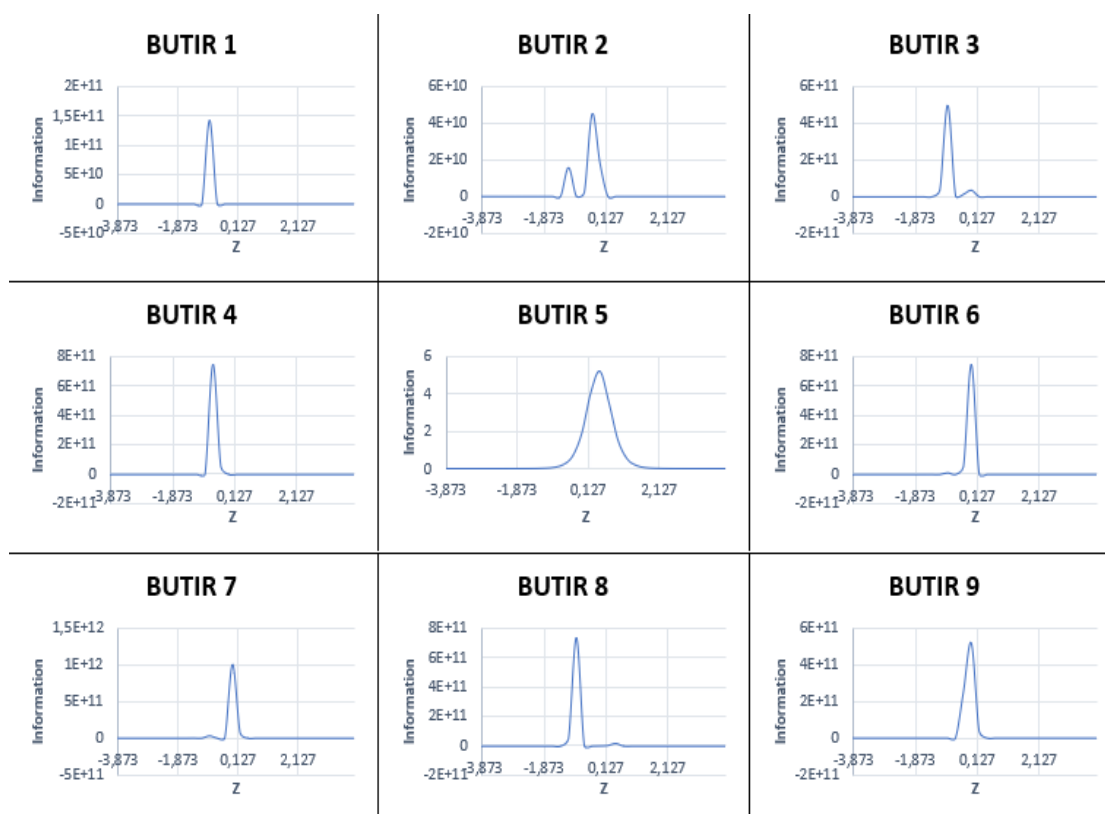 BUTIR 1
2E+11
1,5E+11
1E+11
5E+10
0
-5E+10
-3,873
-1,873
0,127
2,127
Information
Z
BUTIR 2
6E+10
4E+10
2E+10
0
-2E+10
-3,873
-1,873
0,127
2,127
Information
Z
BUTIR 3
6E+11
4E+11
2E+11
0
-2E+11
-3,873
-1,873
0,127
2,127
Information
Z
BUTIR 4
8E+11
6E+11
4E+11
2E+11
0
-2E+11
-3,873
-1,873
0,127
2,127
Information
Z
BUTIR 5
6
4
2
0
-3,873
-1,873
0,127
2,127
Information
Z
BUTIR 6
8E+11
6E+11
4E+11
2E+11
0
-2E+11
-3,873
-1,873
0,127
2,127
Information
Z
BUTIR 7
1,5E+12
1E+12
5E+11
0
-5E+11
-3,873
-1,873
0,127
2,127
Information
Z
BUTIR 8
8E+11
6E+11
4E+11
2E+11
0
-2E+11
-3,873
-1,873
0,127
2,127
Information
Z
BUTIR 9
6E+11
4E+11
2E+11
0
-2E+11
-3,873
-1,873
0,127
2,127
Information
Z